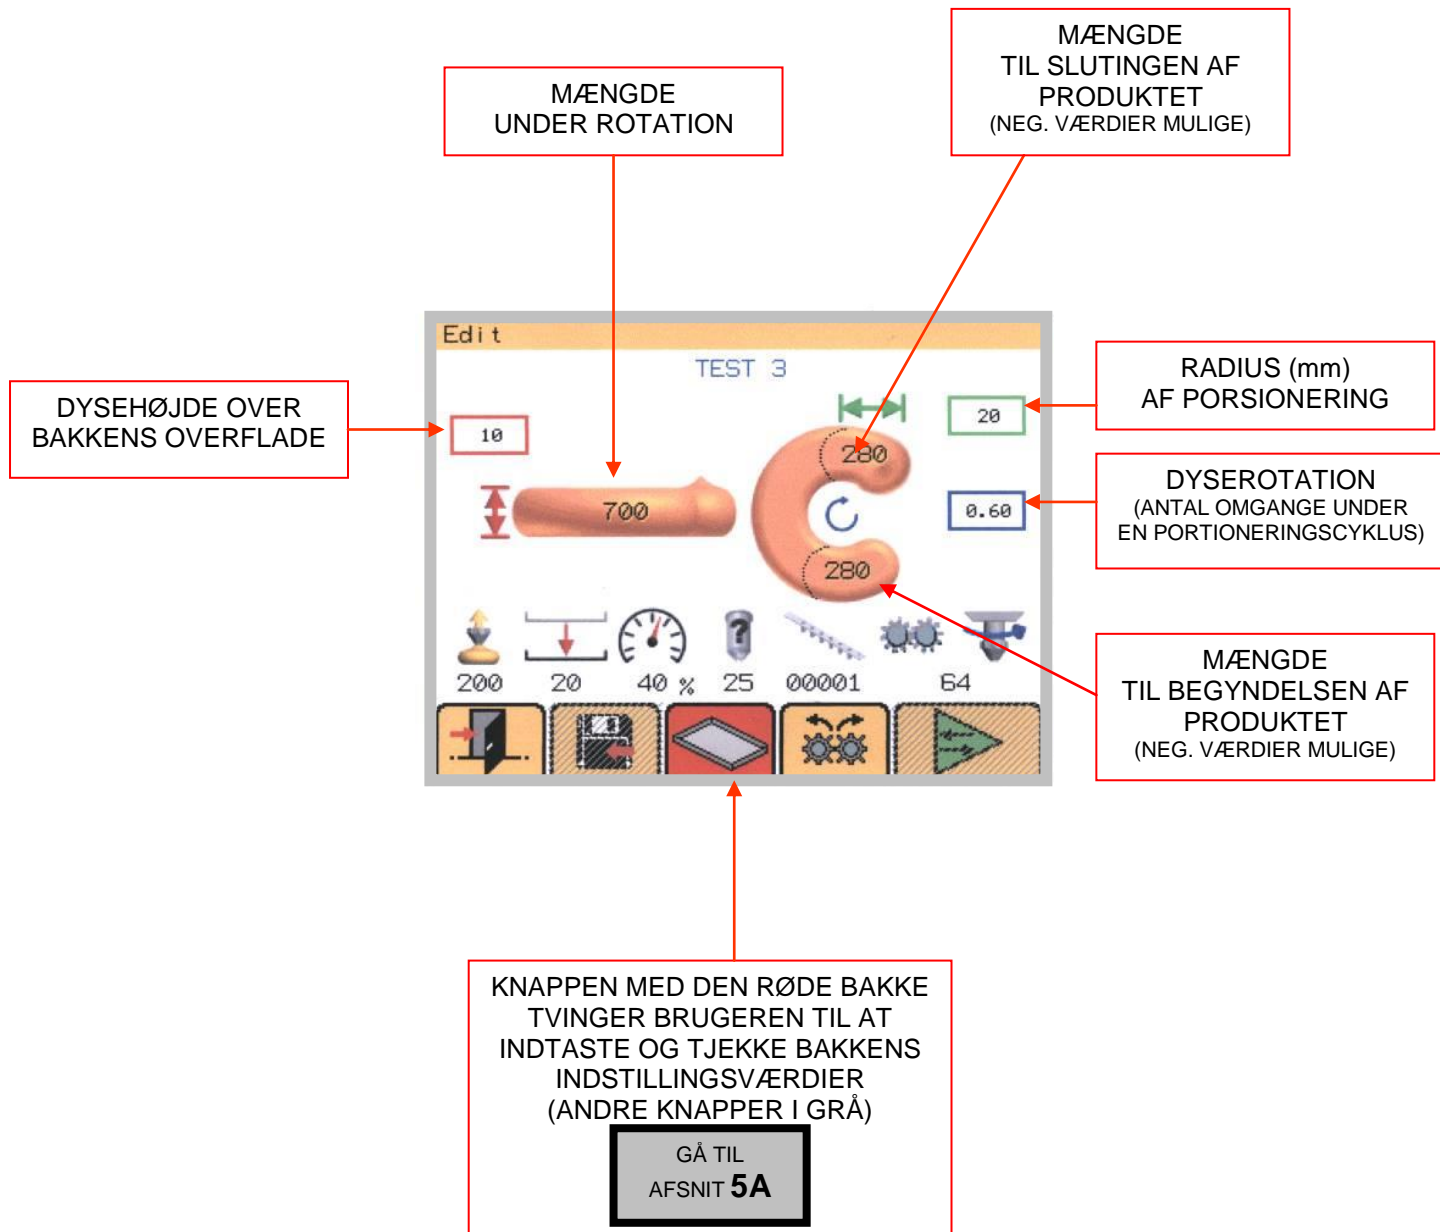 MÆNGDE
TIL SLUTINGEN AF
PRODUKTET
(NEG. VÆRDIER MULIGE)
MÆNGDE
UNDER ROTATION
Edit
TEST 3
RADIUS (mm)
AF PORSIONERING
DYSEHØJDE OVER
BAKKENS OVERFLADE
10
20
280
700
0.60
280
DYSEROTATION
(ANTAL OMGANGE UNDER
EN PORTIONERINGSCYKLUS)
?
200 20 40 % 25 00001 64
MÆNGDE
TIL BEGYNDELSEN AF
PRODUKTET
(NEG. VÆRDIER MULIGE)
KNAPPEN MED DEN RØDE BAKKE
TVINGER BRUGEREN TIL AT
INDTASTE OG TJEKKE BAKKENS
INDSTILLINGSVÆRDIER
(ANDRE KNAPPER I GRÅ)
GÅ TIL
AFSNIT 5A